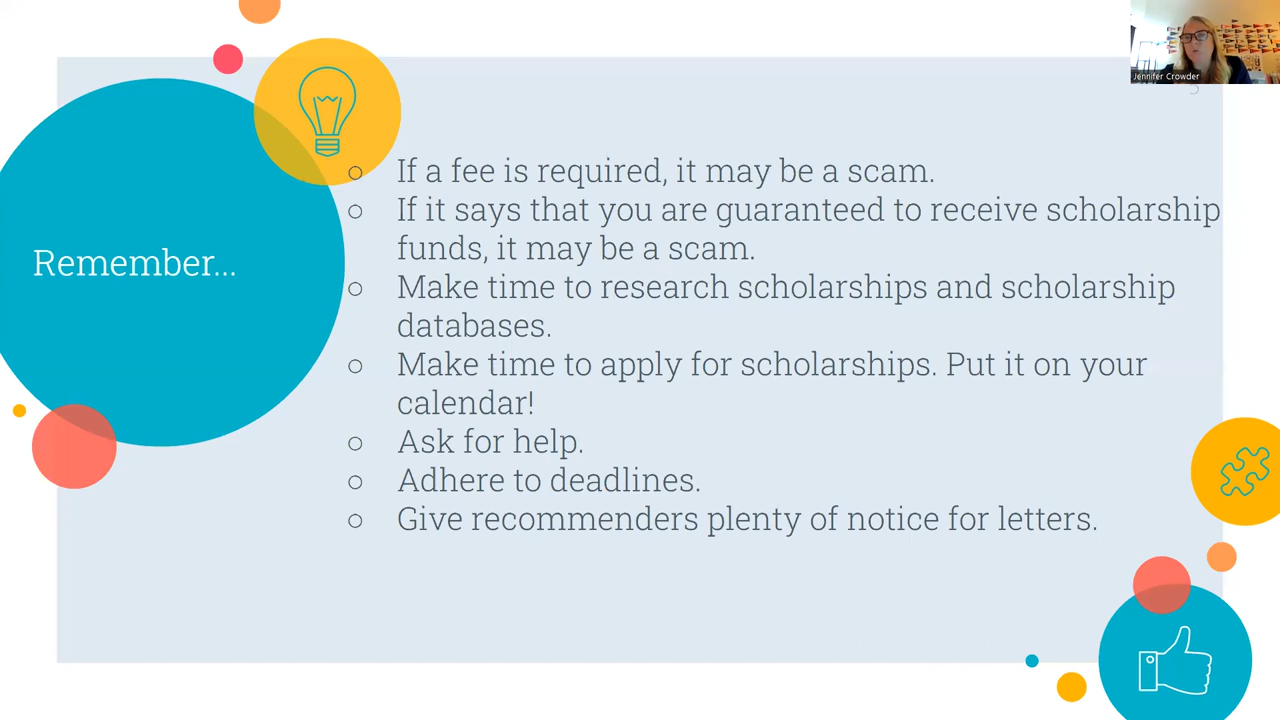 Jennifer Crowder
Remember...
○ If a fee is required, it may be a scam.
○ If it says that you are guaranteed to receive scholarship
funds, it may be a scam.
○ Make time to research scholarships and scholarship
databases.
○ Make time to apply for scholarships. Put it on your
calendar!
○ Ask for help.
○ Adhere to deadlines.
○ Give recommenders plenty of notice for letters.